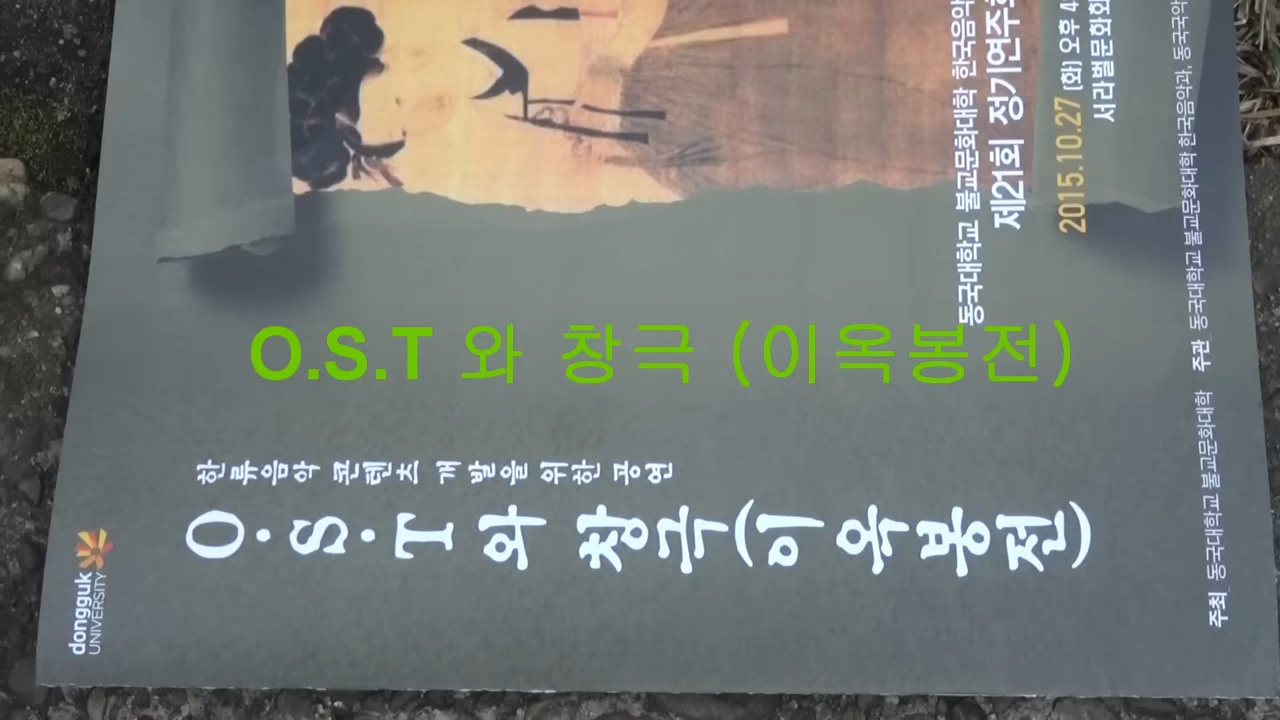 O.S.T 와 창극 (이옥봉전)
한류음악 콘텐츠 개발을 위한 공연
O·S·T와 창극(이옥봉전)
동국대학교 불교문화대학 한국음악
제21회 정기연주회
2015.10.27 (화) 오후 4
서라벌문화회
주최 동국대학교 불교문화대학 주관 동국대학교 불교문화대학 한국음악과, 동국국악
dongguk
UNIVERSITY